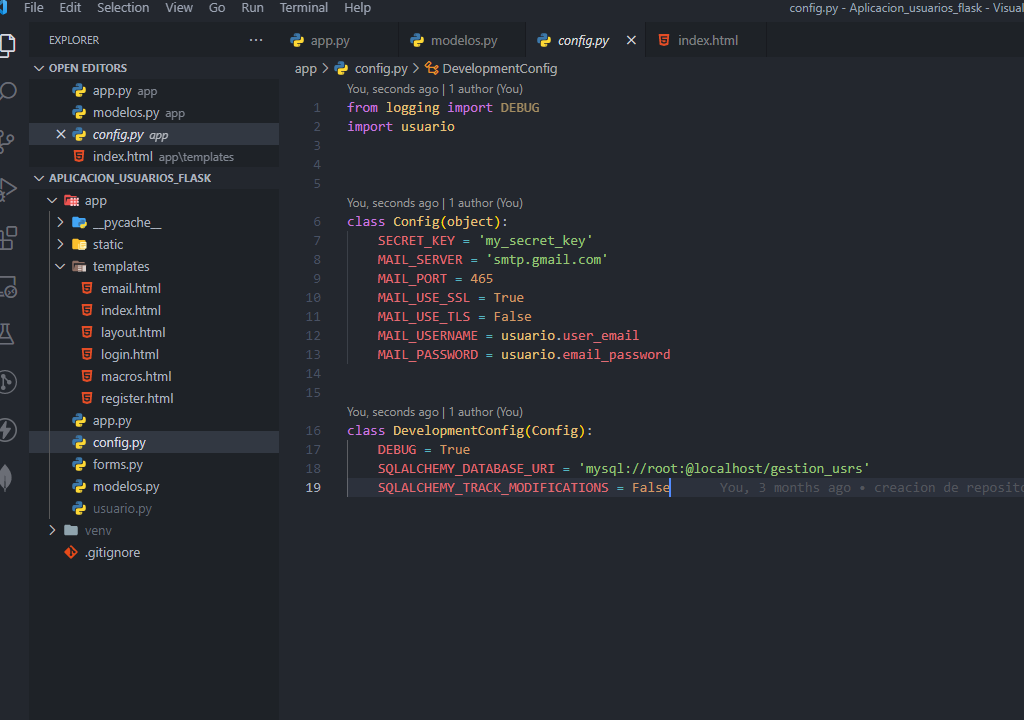 File Edit Selection View Go Run Terminal Help config.py - Aplicacion_usuarios_flask - Visual
EXPLORER ···
OPEN EDITORS
app.py app
modelos.py app
config.py app
index.html app\templates
APLICACION_USUARIOS_FLASK
app
__pycache__
static
templates
email.html
index.html
layout.html
login.html
macros.html
register.html
app.py
config.py
forms.py
modelos.py
usuario.py
venv
.gitignore
app.py modelos.py config.py index.html
app > config.py > DevelopmentConfig
You, seconds ago | 1 author (You)
1 from logging import DEBUG
2 import usuario
3
4
5
You, seconds ago | 1 author (You)
6 class Config(object):
7 SECRET_KEY = 'my_secret_key'
8 MAIL_SERVER = 'smtp.gmail.com'
9 MAIL_PORT = 465
10 MAIL_USE_SSL = True
11 MAIL_USE_TLS = False
12 MAIL_USERNAME = usuario.user_email
13 MAIL_PASSWORD = usuario.email_password
14
15
You, seconds ago | 1 author (You)
16 class DevelopmentConfig(Config):
17 DEBUG = True
18 SQLALCHEMY_DATABASE_URI = 'mysql://root:@localhost/gestion_usrs'
19 SQLALCHEMY_TRACK_MODIFICATIONS = False You, 3 months ago • creacion de reposito